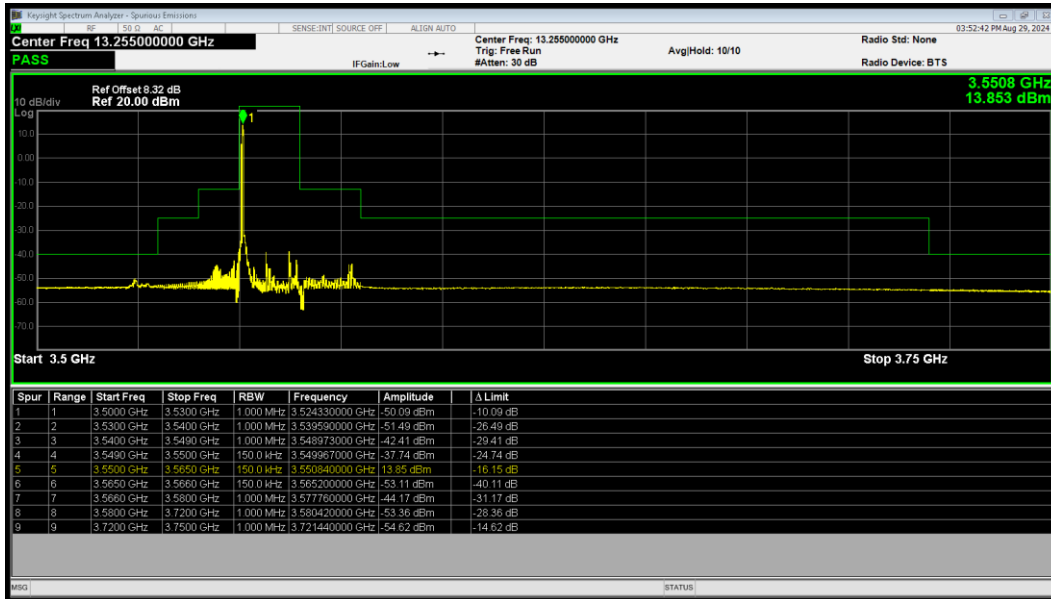 Keysight Spectrum Analyzer - Spurious Emissions
RF 50 Ω AC SENSE:INT SOURCE OFF ALIGN AUTO 03:52:42 PM Aug 29, 2024
Center Freq 13.255000000 GHz
PASS
IFGain:Low
Center Freq: 13.255000000 GHz
Trig: Free Run
#Atten: 30 dB
Avg|Hold: 10/10
Radio Std: None
Radio Device: BTS
Ref Offset 8.32 dB
10 dB/div Ref 20.00 dBm
Log
3.5508 GHz
13.853 dBm
1
10.0
0.00
-10.0
-20.0
-30.0
-40.0
-50.0
-60.0
-70.0
Start 3.5 GHz Stop 3.75 GHz
Spur Range Start Freq Stop Freq RBW Frequency Amplitude Δ Limit
1 1 3.5000 GHz 3.5300 GHz 1.000 MHz 3.524330000 GHz -50.09 dBm -10.09 dB
2 2 3.5300 GHz 3.5400 GHz 1.000 MHz 3.539590000 GHz -51.49 dBm -26.49 dB
3 3 3.5400 GHz 3.5490 GHz 1.000 MHz 3.548973000 GHz -42.41 dBm -29.41 dB
4 4 3.5490 GHz 3.5500 GHz 150.0 kHz 3.549967000 GHz -37.74 dBm -24.74 dB
5 5 3.5500 GHz 3.5650 GHz 150.0 kHz 3.550840000 GHz 13.85 dBm -16.15 dB
6 6 3.5650 GHz 3.5660 GHz 150.0 kHz 3.565200000 GHz -53.11 dBm -40.11 dB
7 7 3.5660 GHz 3.5800 GHz 1.000 MHz 3.577760000 GHz -44.17 dBm -31.17 dB
8 8 3.5800 GHz 3.7200 GHz 1.000 MHz 3.580420000 GHz -53.36 dBm -28.36 dB
9 9 3.7200 GHz 3.7500 GHz 1.000 MHz 3.721440000 GHz -54.62 dBm -14.62 dB
MSG STATUS